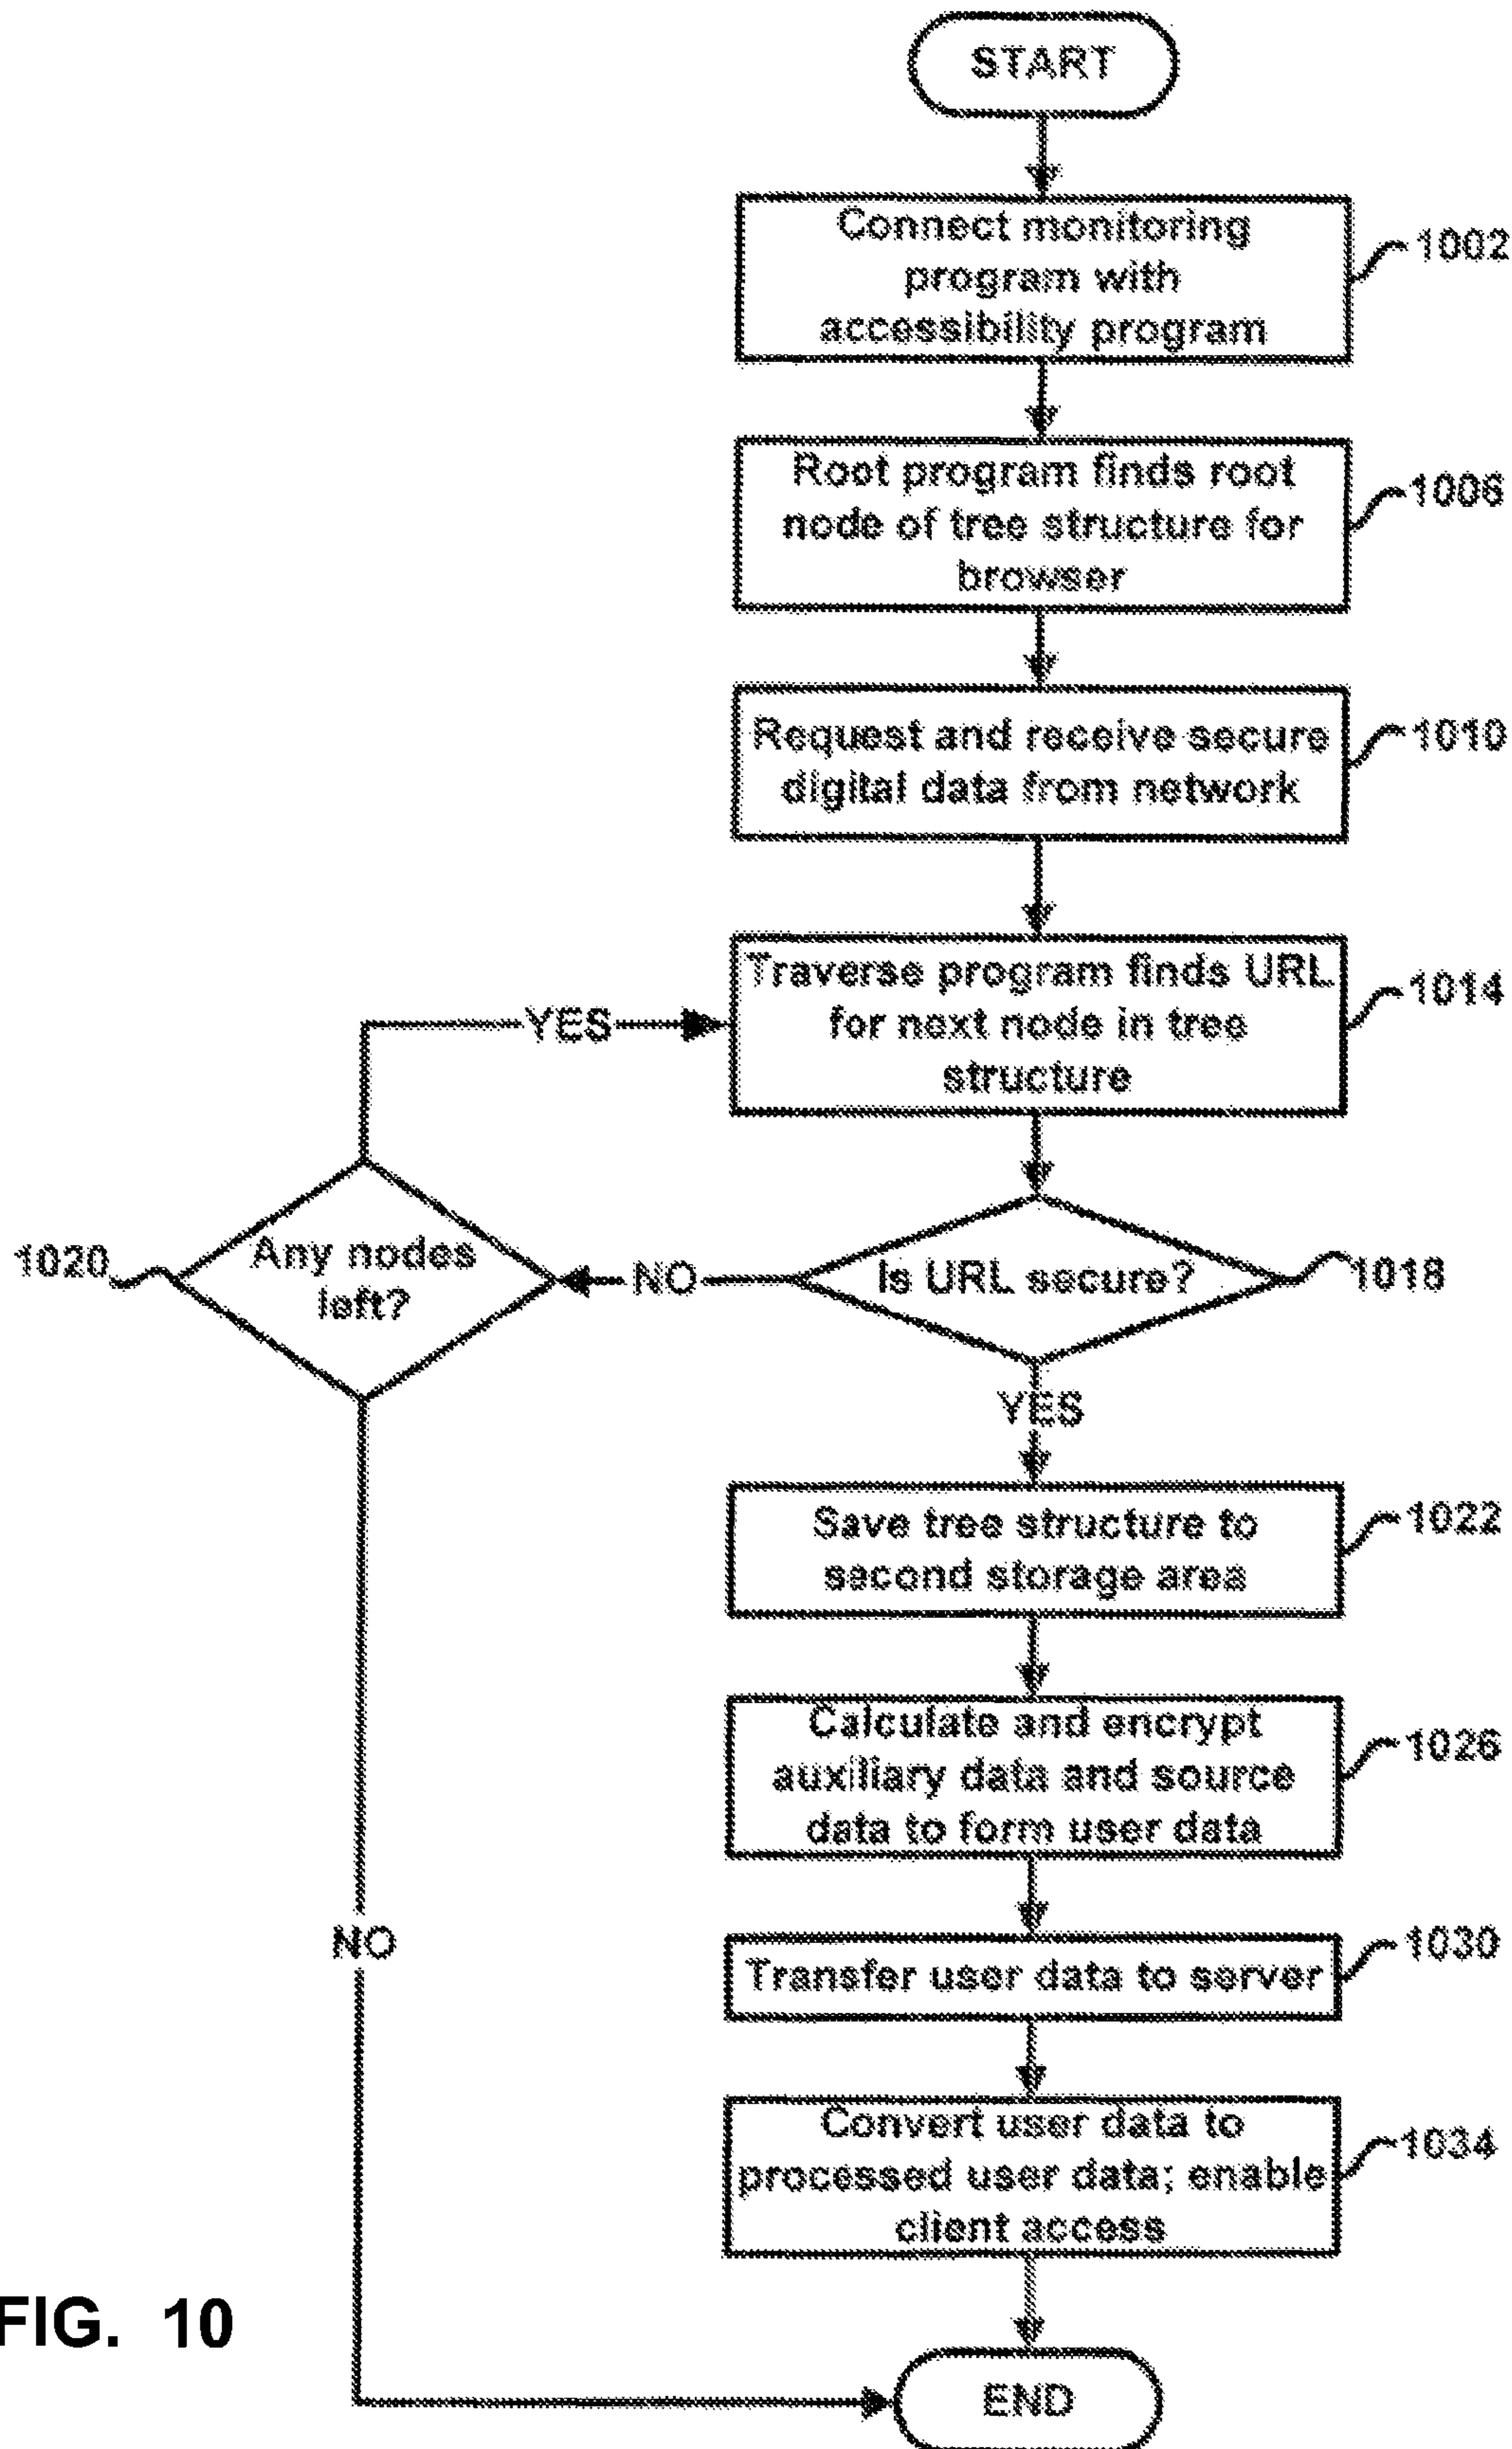 START
Connect monitoring
program with
accessibility program
1002
Root program finds root
node of tree structure for
browser
1006
Request and receive secure
digital data from network
1010
Traverse program finds URL
for next node in tree
structure
1014
YES
Any nodes
left?
1020
NO
Is URL secure?
1018
YES
Save tree structure to
second storage area
1022
Calculate and encrypt
auxiliary data and source
data to form user data
1026
NO
Transfer user data to server
1030
Convert user data to
processed user data; enable
client access
1034
FIG. 10
END